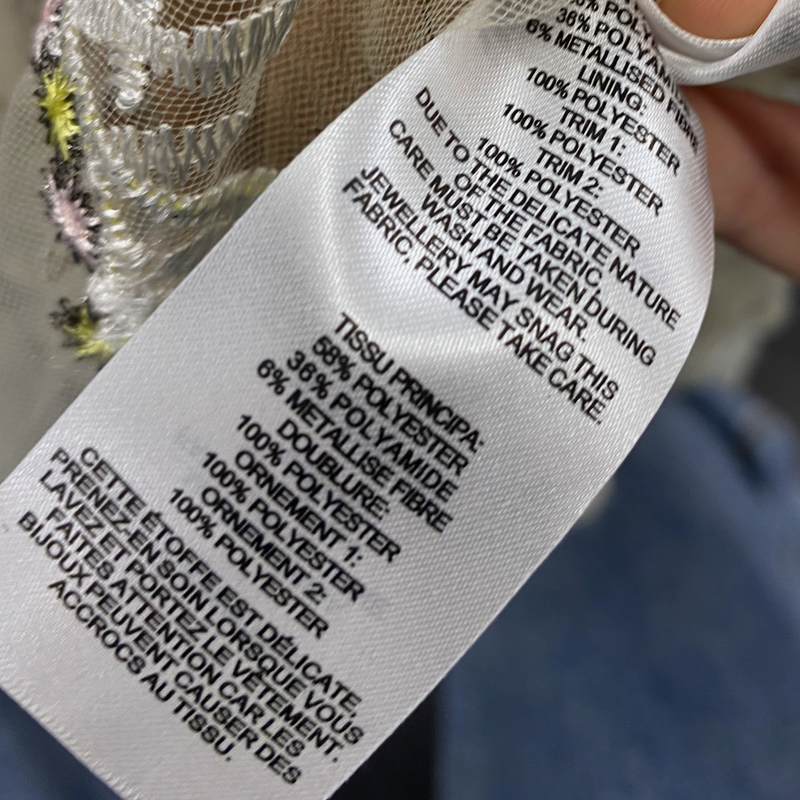 36% POLYAM
6% METALLISED FIBRE
LINING:
100% POLYESTER
TRIM 1:
100% POLYESTER
TRIM 2:
100% POLYESTER
DUE TO THE DELICATE NATURE
OF THE FABRIC,
CARE MUST BE TAKEN DURING
WASH AND WEAR.
JEWELLERY MAY SNAG THIS
FABRIC. PLEASE TAKE CARE.
TISSU PRINCIPA:
58% POLYESTER
36% POLYAMIDE
6% METALLISE FIBRE
DOUBLURE:
100% POLYESTER
ORNEMENT 1:
100% POLYESTER
ORNEMENT 2:
100% POLYESTER
CETTE ÉTOFFE EST DÉLICATE,
PRENEZ-EN SOIN LORSQUE VOUS
LAVEZ ET PORTEZ LE VÊTEMENT.
FAITES ATTENTION CAR LES
BIJOUX PEUVENT CAUSER DES
ACCROCS AU TISSU.